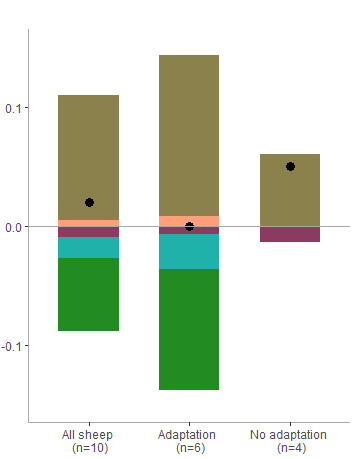 0.1
0.0
-0.1
All sheep Adaptation No adaptation
(n=10) (n=6) (n=4)